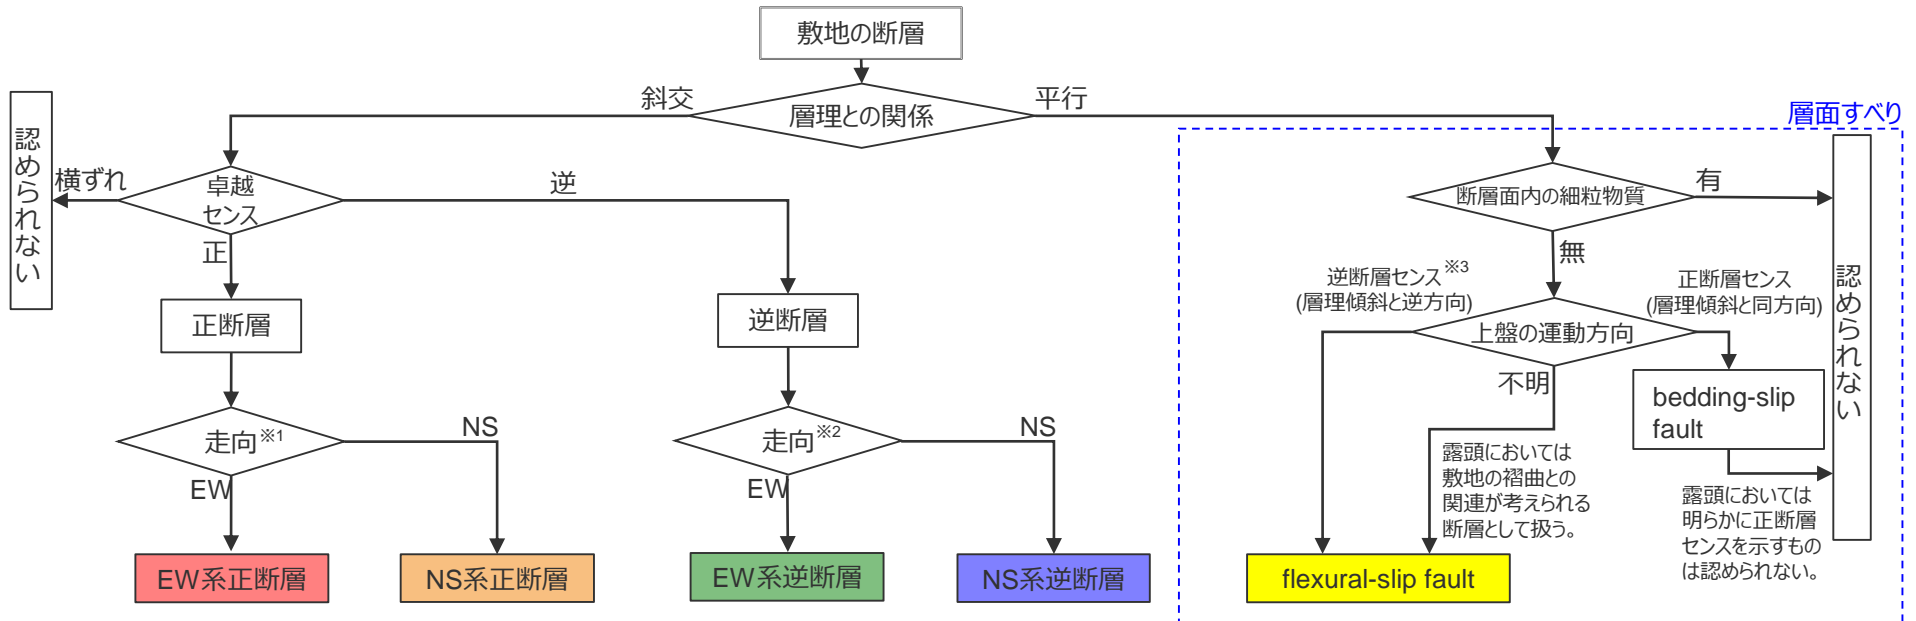 敷地の断層
層理との関係
斜交
平行
層面すべり
認められない
横ずれ
卓越
センス
逆
正
正断層
逆断層
走向※1
NS
EW
走向※2
NS
EW
EW系正断層
NS系正断層
EW系逆断層
NS系逆断層
断層面内の細粒物質
有
無
逆断層センス※3
(層理傾斜と逆方向)
正断層センス
(層理傾斜と同方向)
上盤の運動方向
不明
bedding-slip
fault
認められない
露頭においては
敷地の褶曲との
関連が考えられる
断層として扱う。
露頭においては
明らかに正断層
センスを示すもの
は認められない。
flexural-slip fault